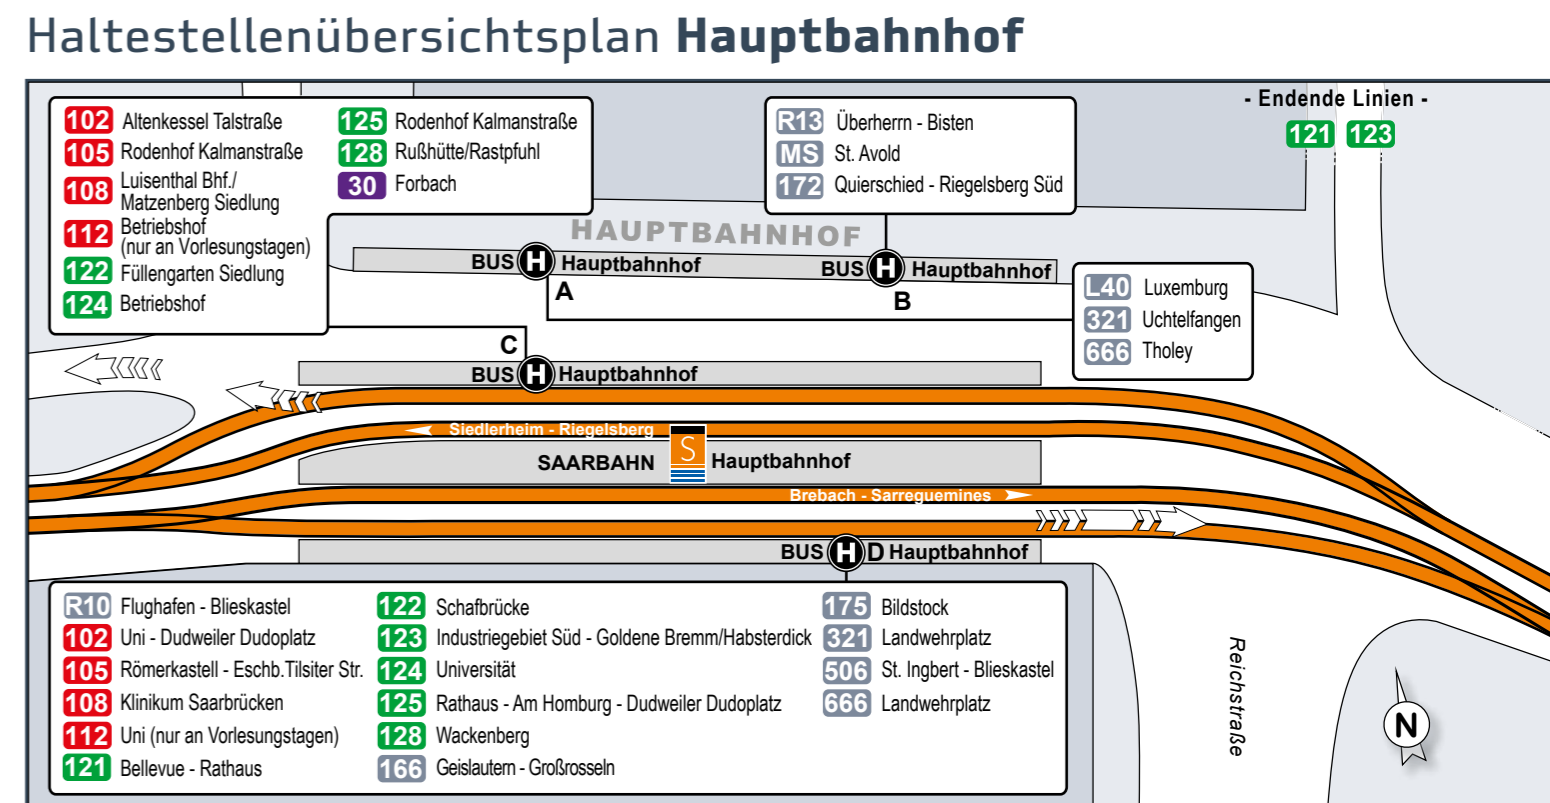 Haltestellenübersichtsplan Hauptbahnhof
102 Altenkessel Talstraße
105 Rodenhof Kalmanstraße
108 Luisenthal Bhf./
Matzenberg Siedlung
112 Betriebshof
(nur an Vorlesungstagen)
122 Füllengarten Siedlung
124 Betriebshof
125 Rodenhof Kalmanstraße
128 Rußhütte/Rastpfuhl
30 Forbach
R13 Überherrn - Bisten
MS St. Avold
172 Quierschied - Riegelsberg Süd
- Endende Linien -
121 123
HAUPTBAHNHOF
BUS H Hauptbahnhof
A
BUS H Hauptbahnhof
B
L40 Luxemburg
321 Uchtelfangen
666 Tholey
C
BUS H Hauptbahnhof
Siedlerheim - Riegelsberg
SAARBAHN S Hauptbahnhof
Brebach - Sarreguemines
BUS H D Hauptbahnhof
R10 Flughafen - Blieskastel
102 Uni - Dudweiler Dudoplatz
105 Römerkastell - Eschb.Tilsiter Str.
108 Klinikum Saarbrücken
112 Uni (nur an Vorlesungstagen)
121 Bellevue - Rathaus
122 Schafbrücke
123 Industriegebiet Süd - Goldene Bremm/Habsterdick
124 Universität
125 Rathaus - Am Homburg - Dudweiler Dudoplatz
128 Wackenberg
166 Geislautern - Großrosseln
175 Bildstock
321 Landwehrplatz
506 St. Ingbert - Blieskastel
666 Landwehrplatz
Reichstraße
N